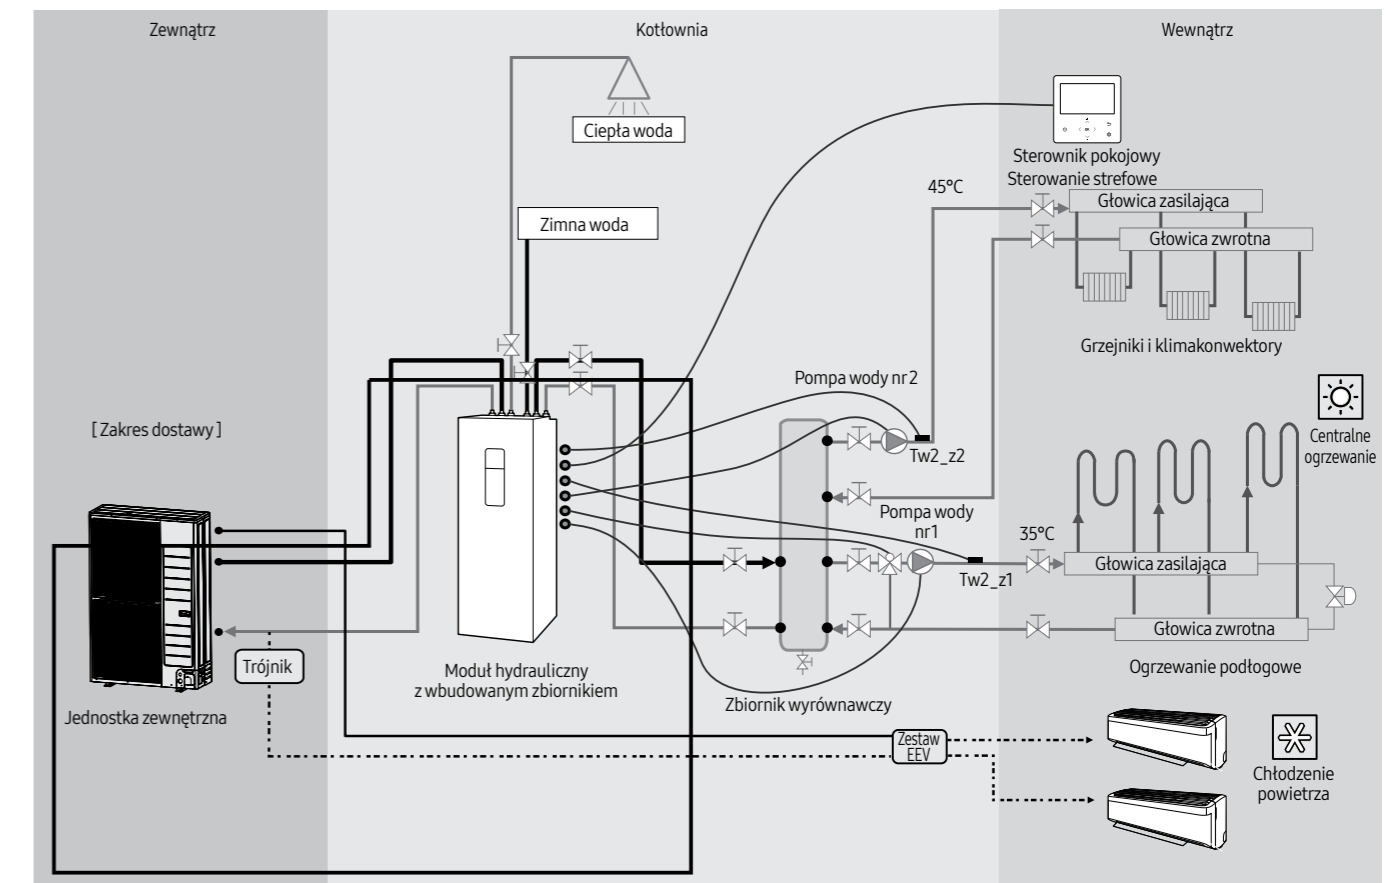 Zewnątrz
Kotłownia
Wewnątrz
Ciepła woda
Zimna woda
Sterownik pokojowy
Sterowanie strefowe
45°C
Głowica zasilająca
Głowica zwrotna
Grzejniki i klimakonwektory
Pompa wody nr 2
Tw2_z2
Centralne
ogrzewanie
[ Zakres dostawy ]
Pompa wody
nr1
35°C
Tw2_z1
Głowica zasilająca
Głowica zwrotna
Ogrzewanie podłogowe
Trójnik
Moduł hydrauliczny
z wbudowanym zbiornikiem
Zbiornik wyrównawczy
Jednostka zewnętrzna
Zestaw
EEV
Chłodzenie
powietrza